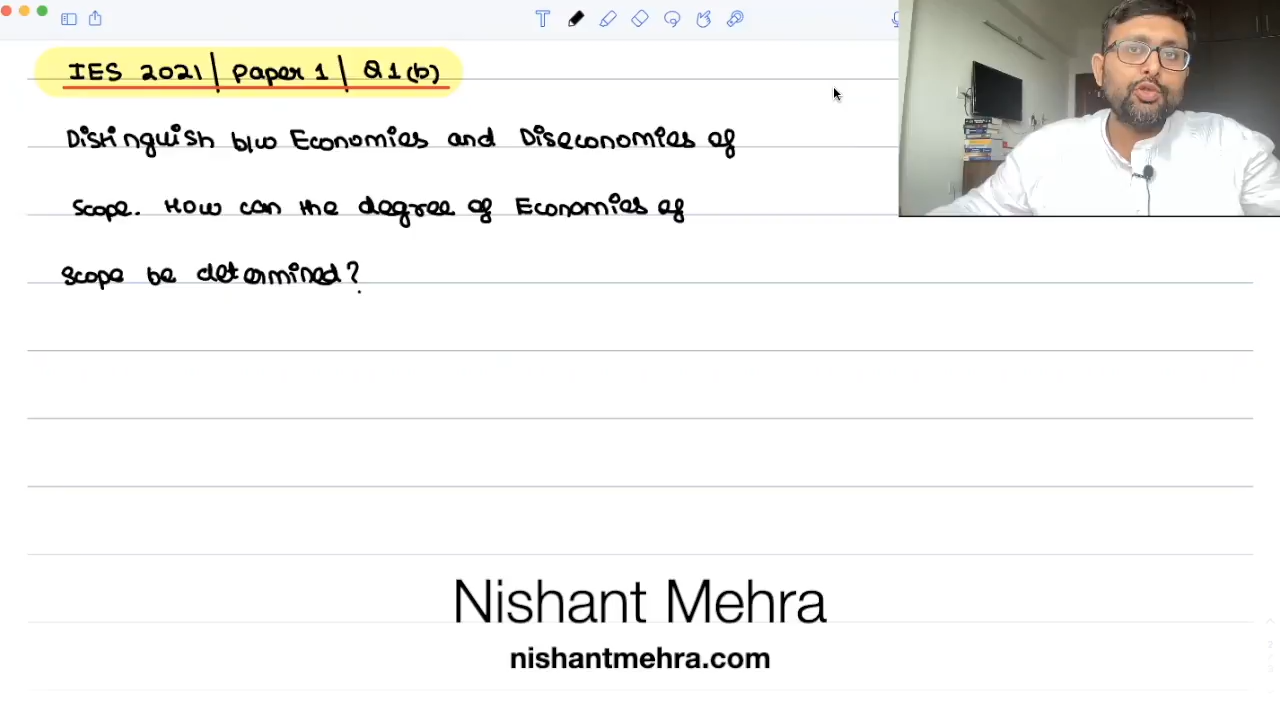 IES 2021 | Paper 1 | Q1(b)
Distinguish b/w Economies and Diseconomies of
Scope. How can the degree of Economies of
Scope be determined?
Nishant Mehra
nishantmehra.com